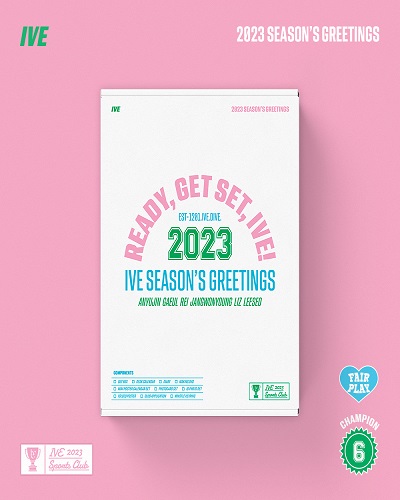 IVE
2023 SEASON'S GREETINGS
IVE
2023 SEASON'S GREETINGS
READY, GET SET, IVE!
EST-1201.IVE.DIVE.
2023
IVE SEASON'S GREETINGS
ANYUJIN GAEUL REI JANGWONYOUNG LIZ LEESEO
COMPONENTS
IVE 2023
Sports Club
FAIR
PLAY
CHAMPION
6
IVE 2023
Sports Club